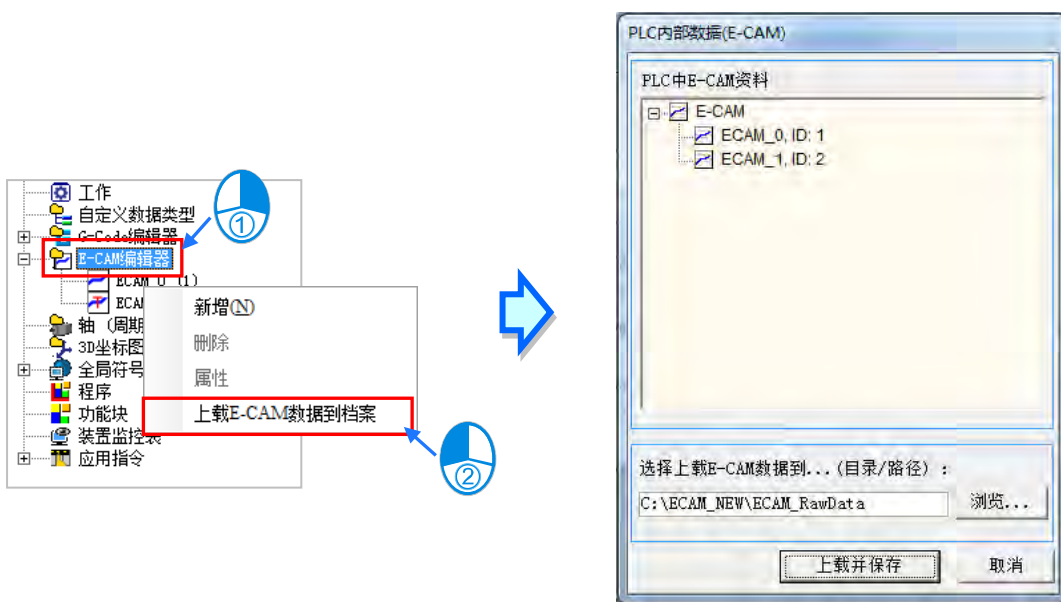 工作
自定义数据类型
①
G-Code编辑器
E-CAM编辑器
ECAM_0 (1)
ECAM
轴 (周期
3D坐标图
全局符号
程序
功能块
装置监控表
应用指令
新增(N)
删除
属性
上载E-CAM数据到档案
②
PLC内部数据(E-CAM)
PLC中E-CAM资料
E-CAM
ECAM_0, ID: 1
ECAM_1, ID: 2
选择上载E-CAM数据到...(目录/路径) :
C:\ECAM_NEW\ECAM_RawData
浏览...
上载并保存
取消